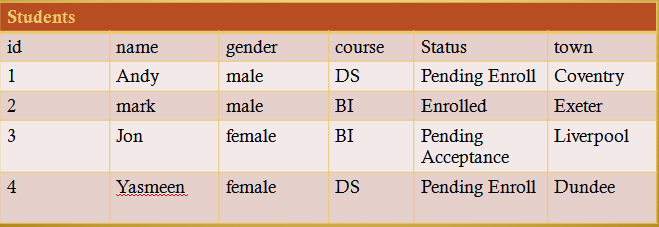 Students
id name gender course Status town
1 Andy male DS Pending Enroll Coventry
2 mark male BI Enrolled Exeter
3 Jon female BI Pending Liverpool
Acceptance
4 Yasmeen female DS Pending Enroll Dundee